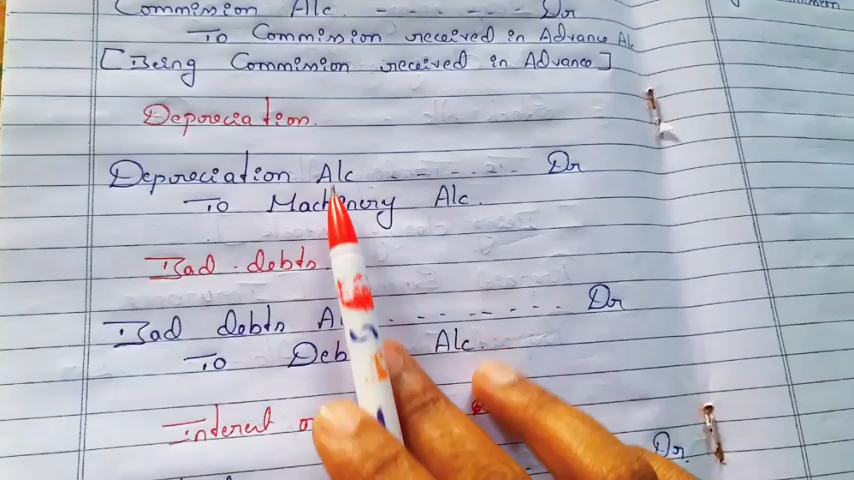 Commission A/c. - - - - - - - Dr
To Commission received in Advance A/c
[Being Commission received in Advance]
Depreciation.
Depreciation A/c - - - - - - - - Dr
To Machinery A/c.
Bad debts
Bad debts - - - - - - - Dr
To A/c.
Interest
Dr.